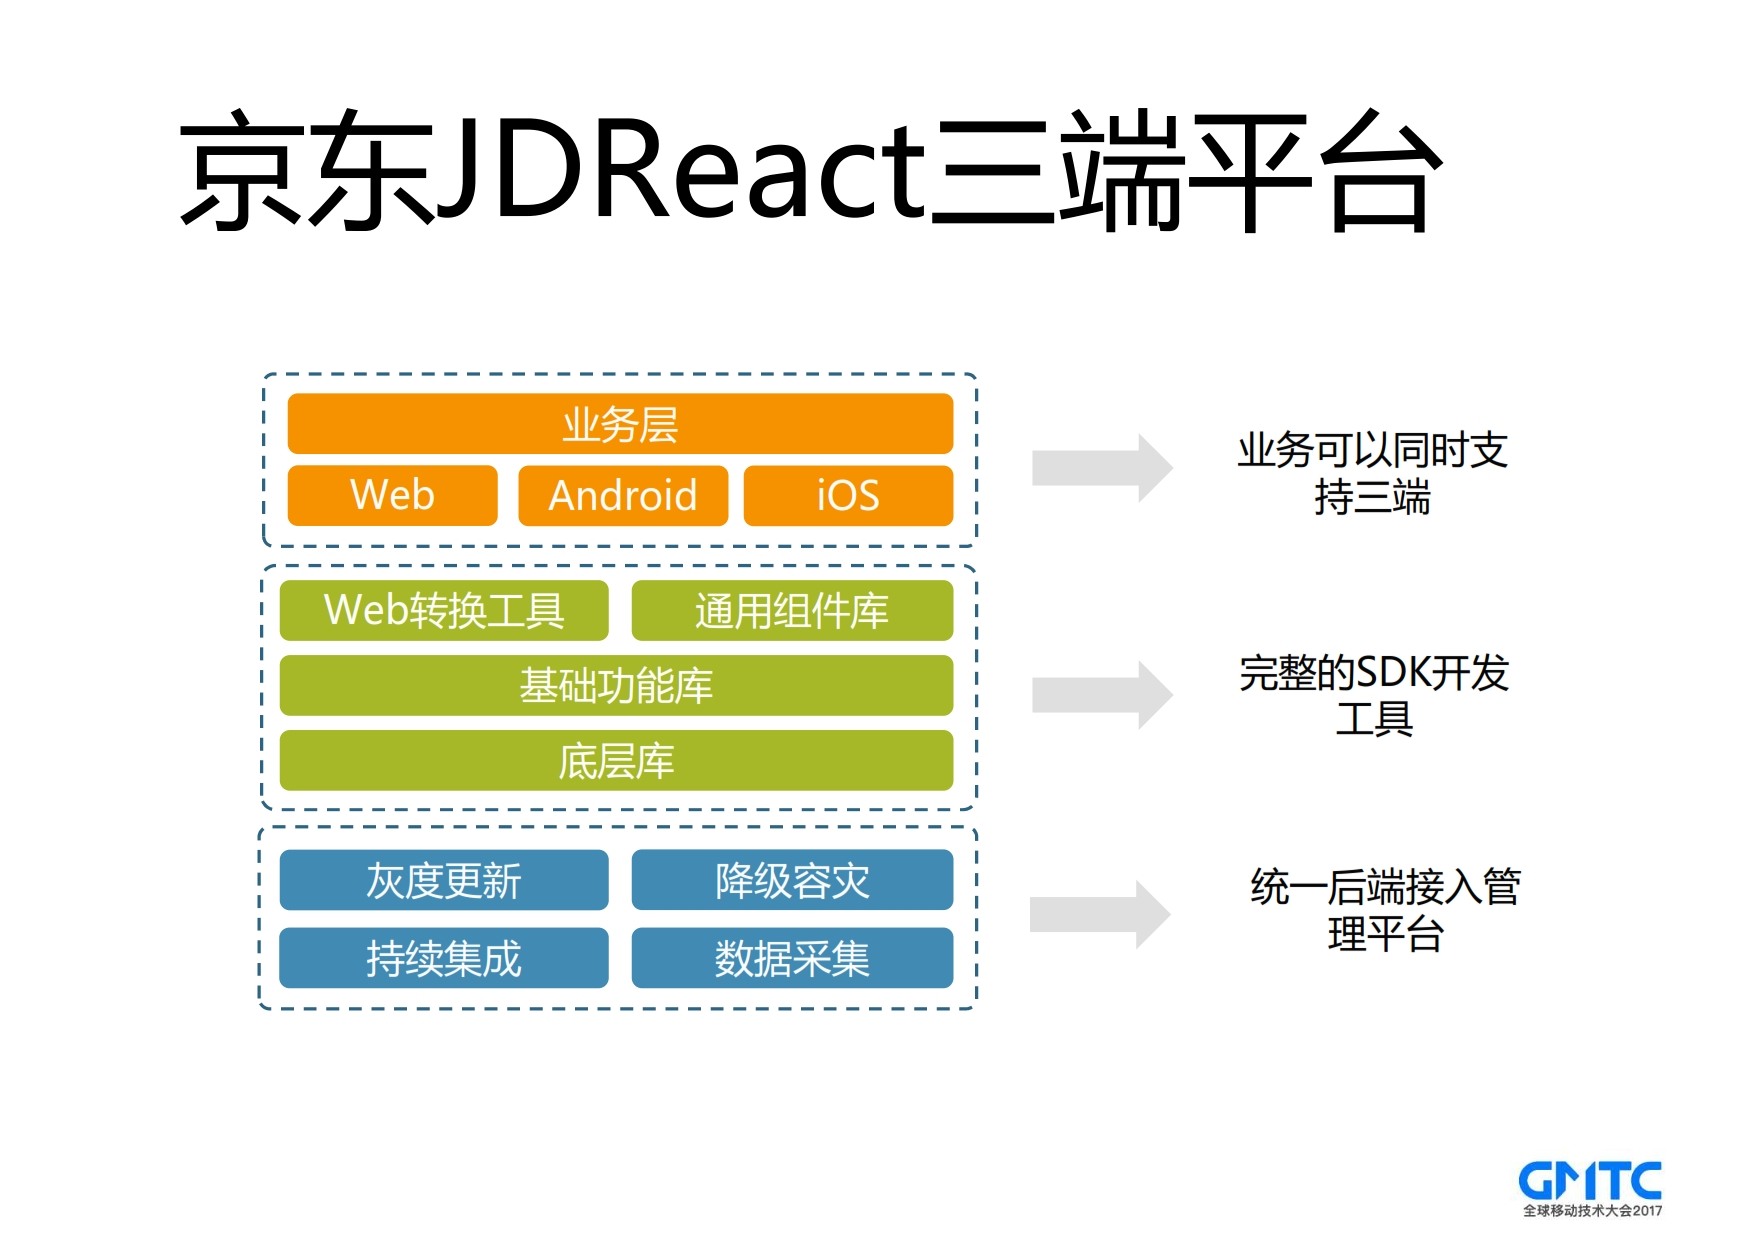 京东JDReact三端平台
业务层
Web
Android
iOS
业务可以同时支
持三端
Web转换工具
通用组件库
基础功能库
底层库
完整的SDK开发
工具
灰度更新
降级容灾
持续集成
数据采集
统一后端接入管
理平台
GMTC
全球移动技术大会2017